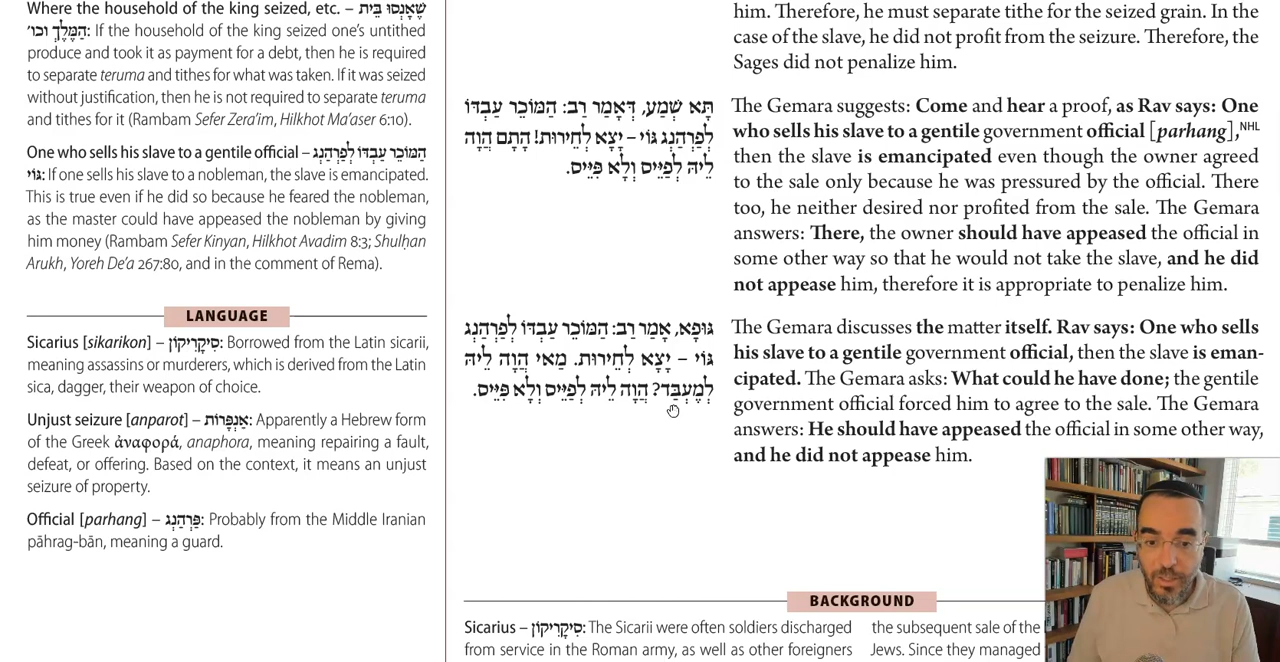 Where the household of the king seized, etc. – שֶׁאָנְסוּ בֵּית
הַמֶּלֶךְ וכו׳: If the household of the king seized one's untithed
produce and took it as payment for a debt, then he is required
to separate teruma and tithes for what was taken. If it was seized
without justification, then he is not required to separate teruma
and tithes for it (Rambam Sefer Zera'im, Hilkhot Ma'aser 6:10).
One who sells his slave to a gentile official – הַמּוֹכֵר עַבְדּוֹ לְפַרְהַנְג
גּוֹי: If one sells his slave to a nobleman, the slave is emancipated.
This is true even if he did so because he feared the nobleman,
as the master could have appeased the nobleman by giving
him money (Rambam Sefer Kinyan, Hilkhot Avadim 8:3; Shulḥan
Arukh, Yoreh De'a 267:80, and in the comment of Rema).
LANGUAGE
Sicarius [sikarikon] – סִיקָרִיקוֹן: Borrowed from the Latin sicarii,
meaning assassins or murderers, which is derived from the Latin
sica, dagger, their weapon of choice.
Unjust seizure [anparot] – אַנְפָּרוֹת: Apparently a Hebrew form
of the Greek ἀναφορά, anaphora, meaning repairing a fault,
defeat, or offering. Based on the context, it means an unjust
seizure of property.
Official [parhang] – פַּרְהַנְג: Probably from the Middle Iranian
pāhrag-bān, meaning a guard.
תָּא שְׁמַע, דְּאָמַר רַב: הַמּוֹכֵר עַבְדּוֹ
לְפַרְהַנְג גּוֹי – יָצָא לְחֵירוּת! הָתָם הֲוָה
לֵיהּ לְפַיֵּיס וְלֹא פִּיֵּיס.
גּוּפָא, אָמַר רַב: הַמּוֹכֵר עַבְדּוֹ לְפַרְהַנְג
גּוֹי – יָצָא לְחֵירוּת. מַאי הֲוָה לֵיהּ
לְמֶעְבַּד? הֲוָה לֵיהּ לְפַיֵּיס וְלֹא פִּיֵּיס.
him. Therefore, he must separate tithe for the seized grain. In the
case of the slave, he did not profit from the seizure. Therefore, the
Sages did not penalize him.
The Gemara suggests: Come and hear a proof, as Rav says: One
who sells his slave to a gentile government official [parhang],NHL
then the slave is emancipated even though the owner agreed
to the sale only because he was pressured by the official. There
too, he neither desired nor profited from the sale. The Gemara
answers: There, the owner should have appeased the official in
some other way so that he would not take the slave, and he did
not appease him, therefore it is appropriate to penalize him.
The Gemara discusses the matter itself. Rav says: One who sells
his slave to a gentile government official, then the slave is eman-
cipated. The Gemara asks: What could he have done; the gentile
government official forced him to agree to the sale. The Gemara
answers: He should have appeased the official in some other way,
and he did not appease him.
BACKGROUND
Sicarius – סִיקָרִיקוֹן: The Sicarii were often soldiers discharged
from service in the Roman army, as well as other foreigners
the subsequent sale of the
Jews. Since they managed